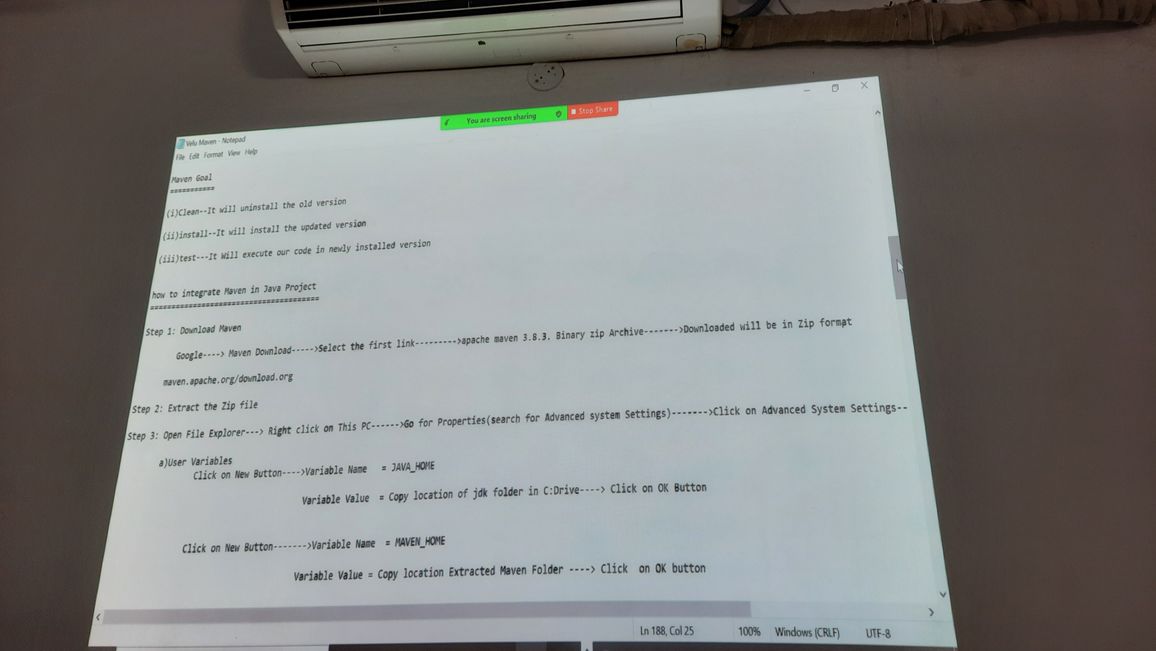 You are screen sharing Stop Share
Velu Maven - Notepad
File Edit Format View Help
Maven Goal
===========
(i)Clean--It will uninstall the old version
(ii)install--It will install the updated version
(iii)test---It Will execute our code in newly installed version
how to integrate Maven in Java Project
======================================
Step 1: Download Maven
Google----> Maven Download----->Select the first link--------->apache maven 3.8.3. Binary zip Archive------->Downloaded will be in Zip format
maven.apache.org/download.org
Step 2: Extract the Zip file
Step 3: Open File Explorer---> Right click on This PC------>Go for Properties(search for Advanced system Settings)------->Click on Advanced System Settings--
a)User Variables
Click on New Button---->Variable Name = JAVA_HOME
Variable Value = Copy location of jdk folder in C:Drive----> Click on OK Button
Click on New Button------->Variable Name = MAVEN_HOME
Variable Value = Copy location Extracted Maven Folder ----> Click on OK button
Ln 188, Col 25 100% Windows (CRLF) UTF-8